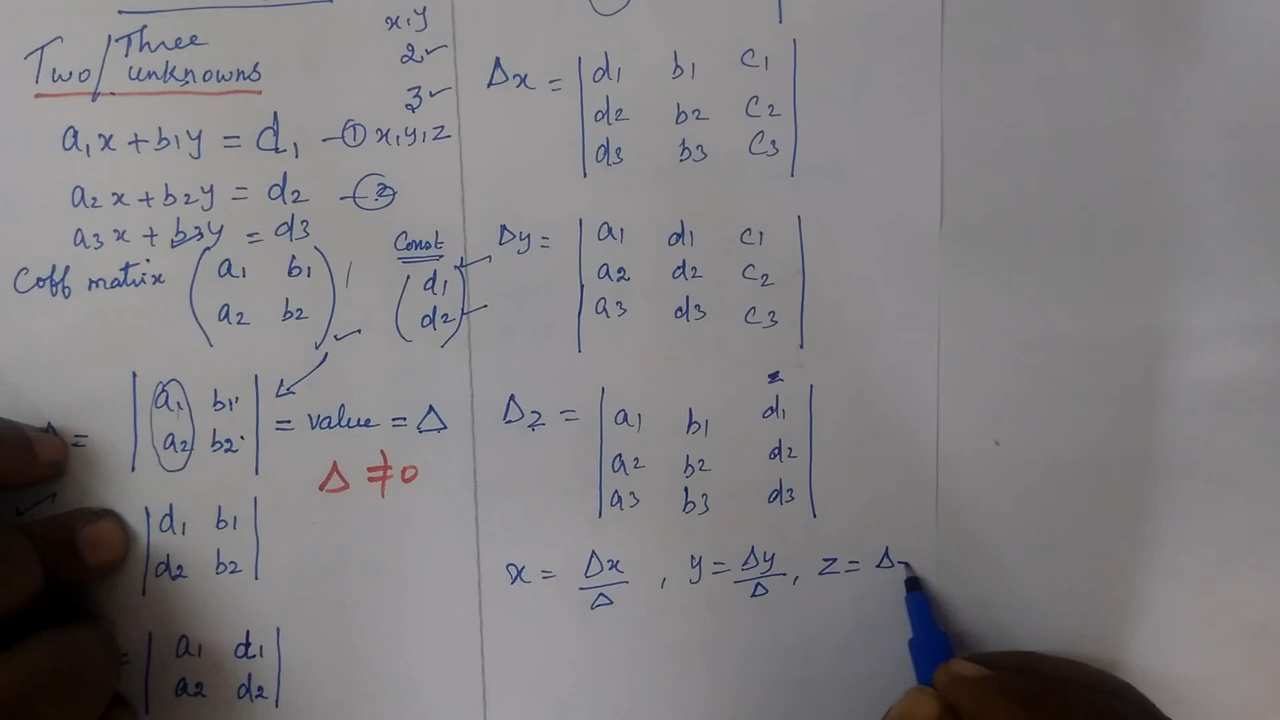 Two/Three unknowns
x,y
2✓
3✓
x,y,z
a1x + b1y = d1 —①
a2x + b2y = d2 —②
a3x + b3y = d3
Coff matrix
a1 b1
a2 b2
Const
d1
d2
=
a1 b1
a2 b2
= value = Δ
Δ ≠ 0
d1 b1
d2 b2
=
a1 d1
a2 d2
Δx =
d1 b1 c1
d2 b2 c2
d3 b3 c3
Δy =
a1 d1 c1
a2 d2 c2
a3 d3 c3
z
Δz =
a1 b1 d1
a2 b2 d2
a3 b3 d3
x = Δx/Δ , y = Δy/Δ , z = Δ